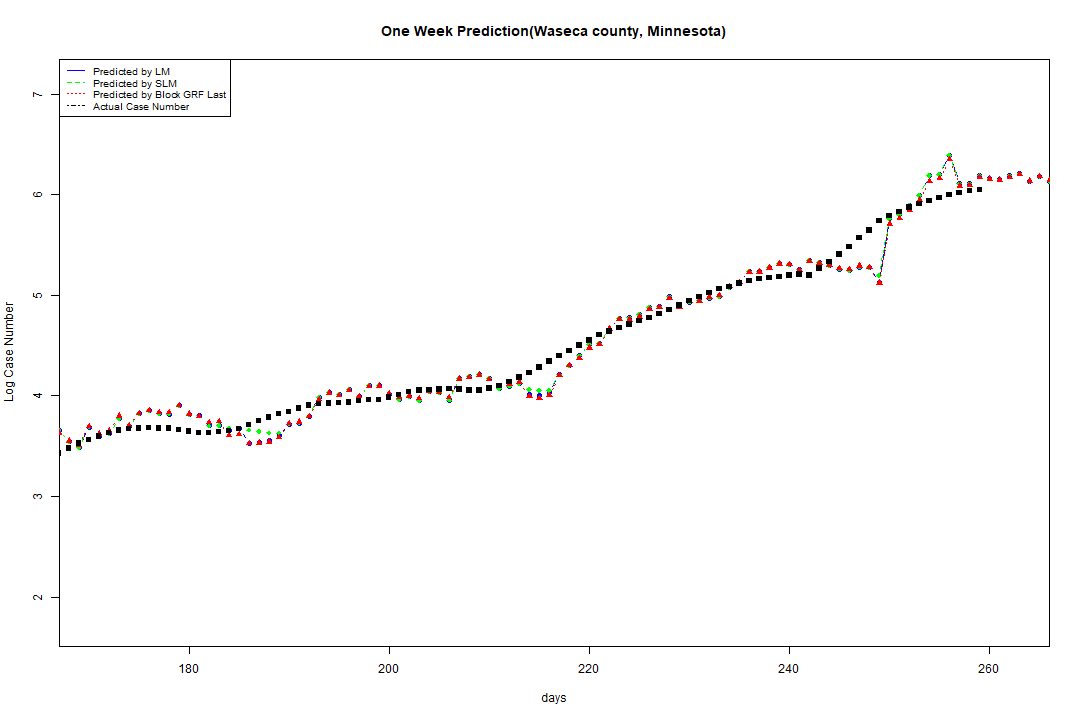 One Week Prediction(Waseca county, Minnesota)
Predicted by LM
Predicted by SLM
Predicted by Block GRF Last
Actual Case Number
7
6
5
4
3
2
Log Case Number
180 200 220 240 260
days